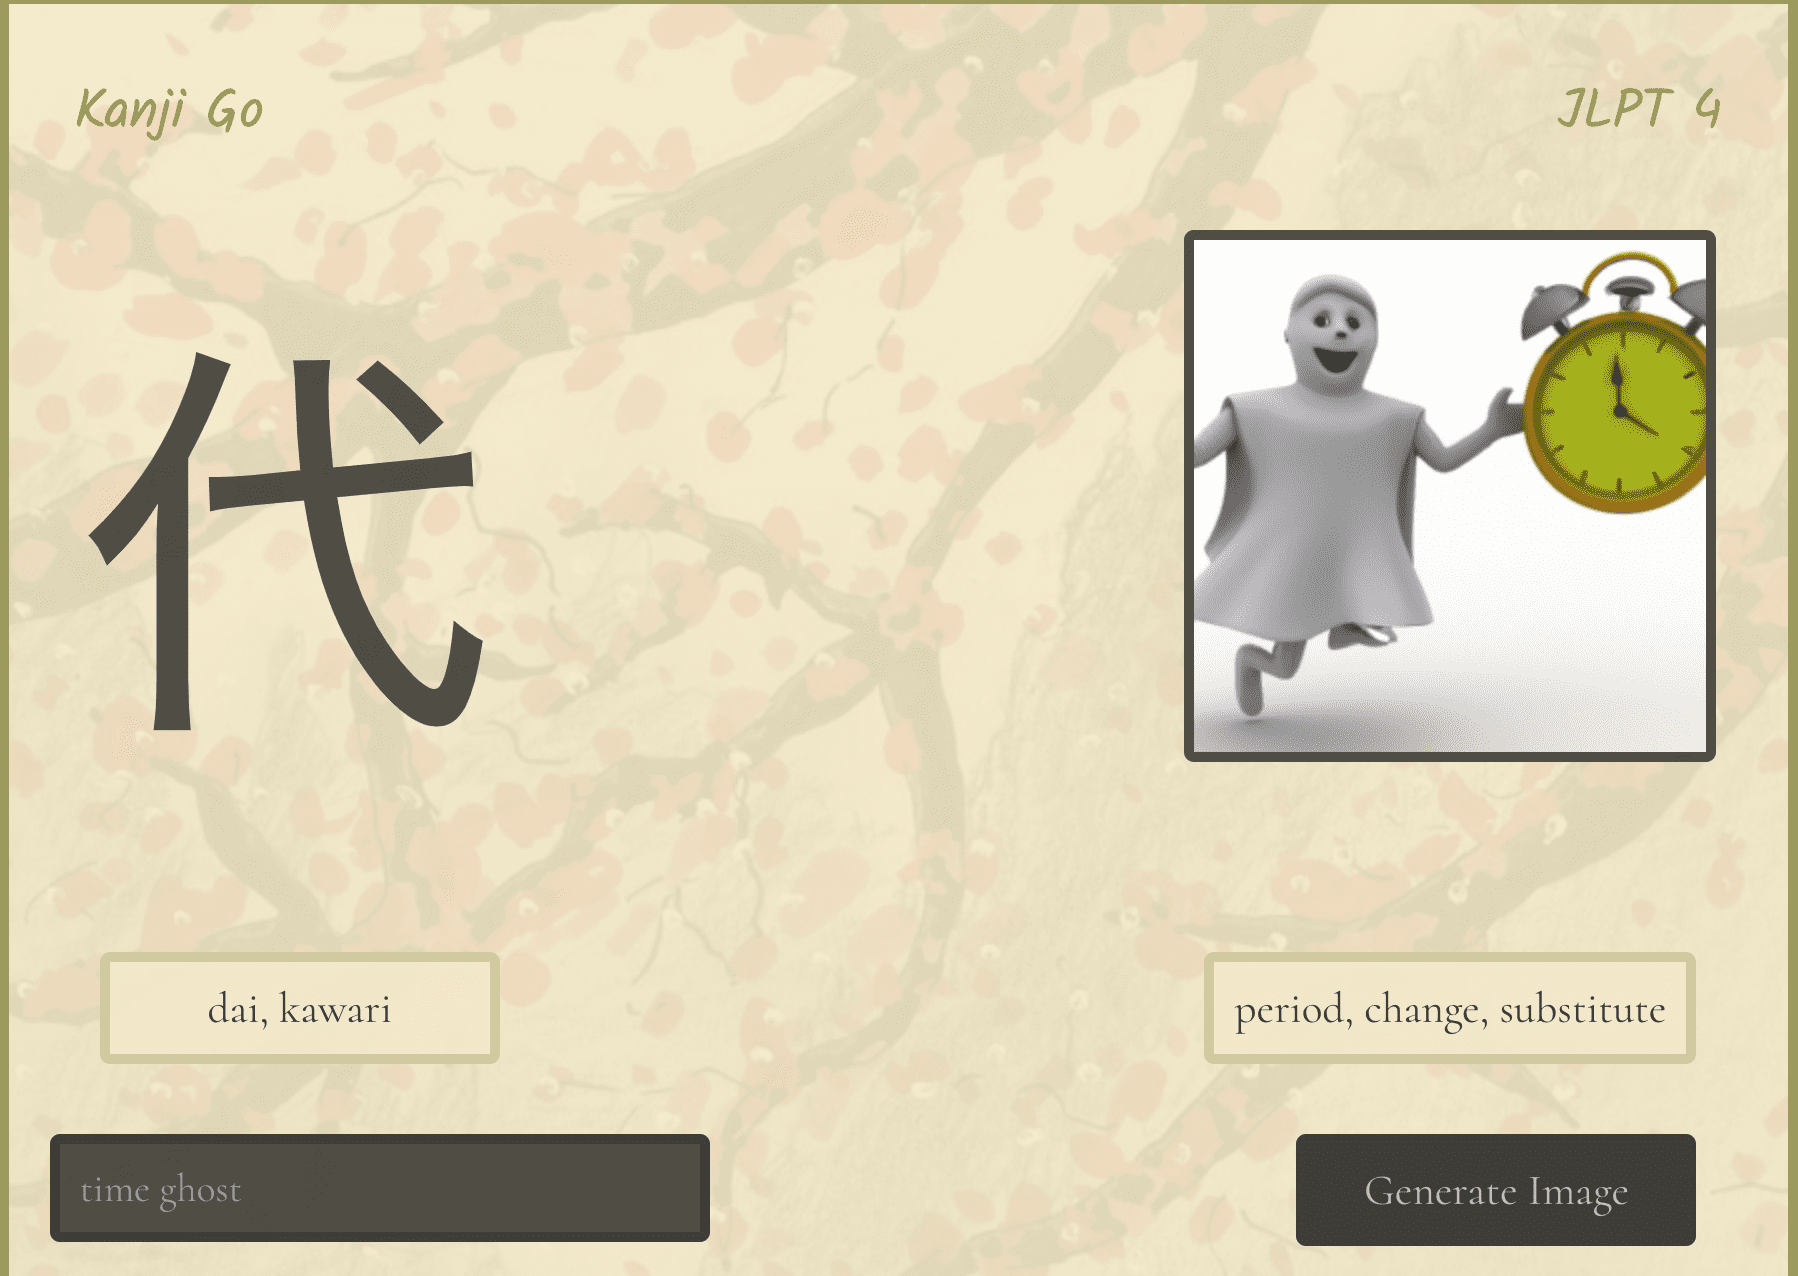 Kanji Go
JLPT 4
代
dai, kawari
period, change, substitute
time ghost
Generate Image